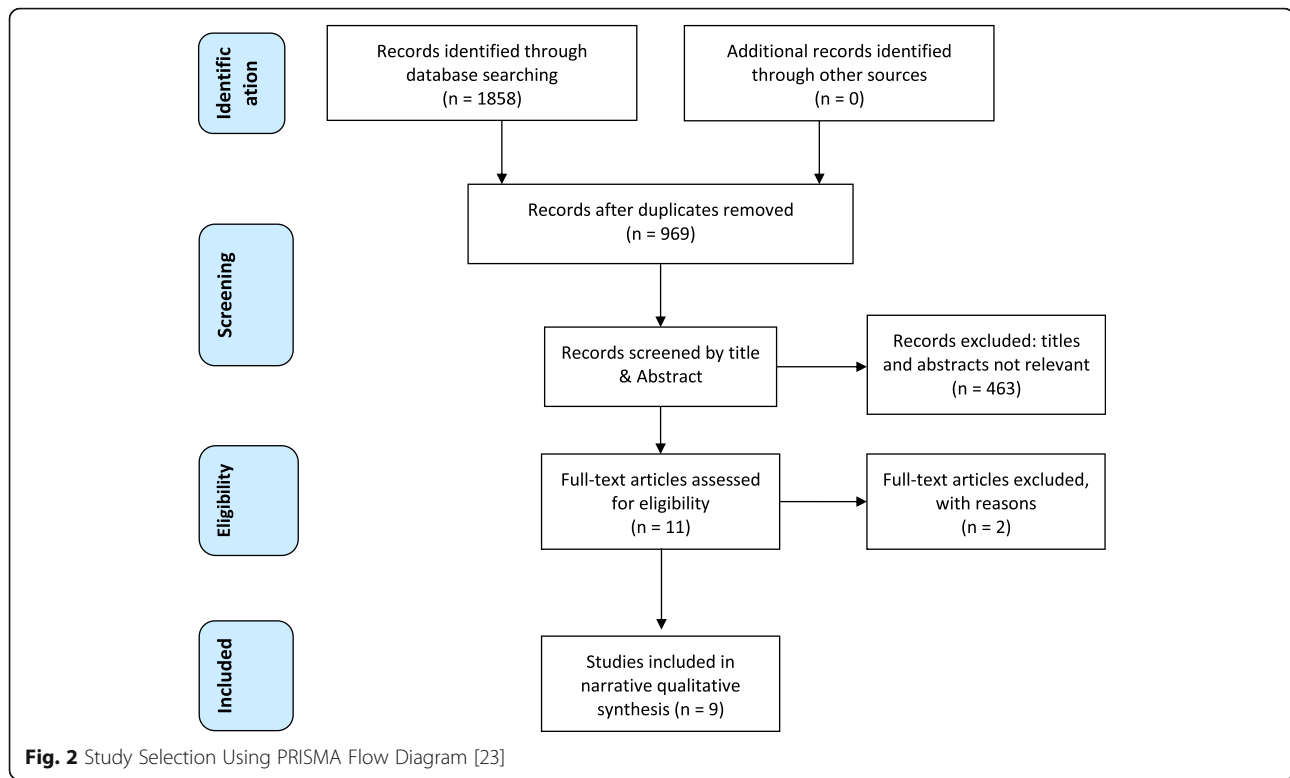 Identific
ation
Records identified through
database searching
(n = 1858)
Additional records identified
through other sources
(n = 0)
Records after duplicates removed
(n = 969)
Screening
Records screened by title
& Abstract
Records excluded: titles
and abstracts not relevant
(n = 463)
Eligibility
Full-text articles assessed
for eligibility
(n = 11)
Full-text articles excluded,
with reasons
(n = 2)
Included
Studies included in
narrative qualitative
synthesis (n = 9)
Fig. 2 Study Selection Using PRISMA Flow Diagram [23]